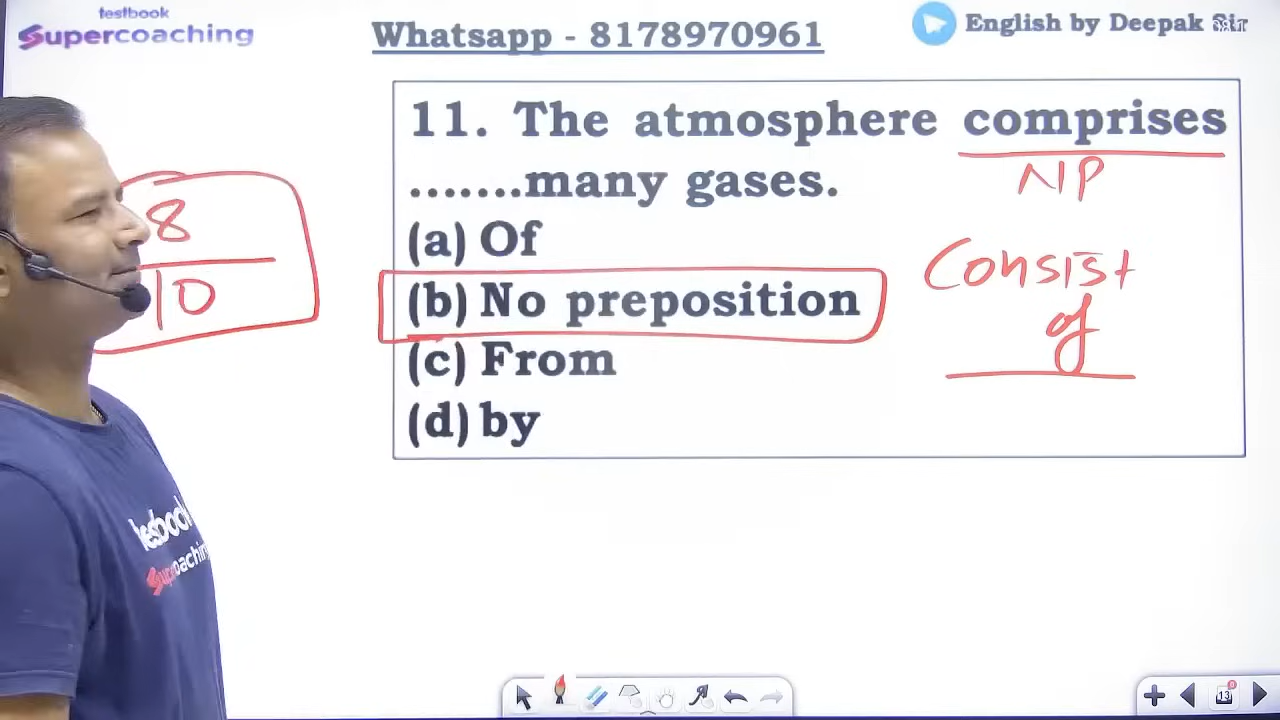 testbook
Supercoaching
Whatsapp - 8178970961
English by Deepak Sir
11. The atmosphere comprises
.......many gases.
NP
(a) Of
(b) No preposition
(c) From
(d) by
Consist
of
8
10
testbook
Supercoaching
13